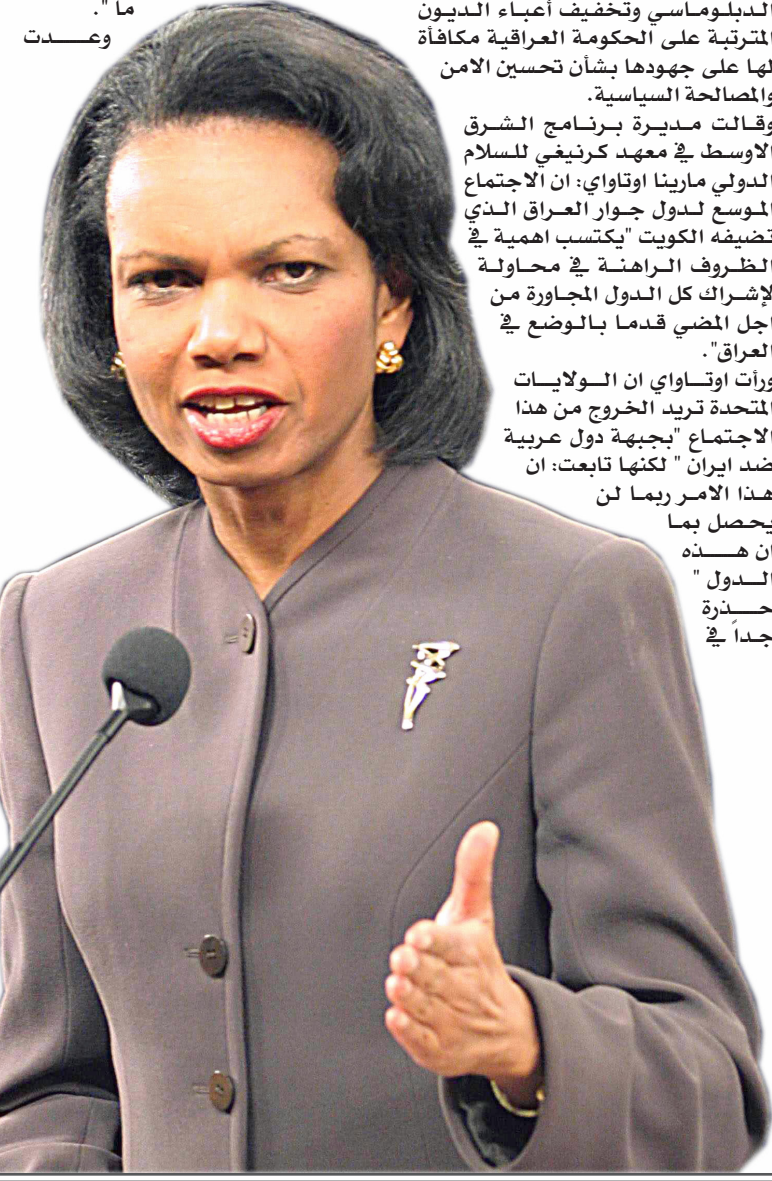 الدبلوماسي وتخفيف أعباء الديون
المترتبة على الحكومة العراقية مكافأة
لها على جهودها بشأن تحسين الامن
والمصالحة السياسية.
وقالت مديرة برنامج الشرق
الاوسط في معهد كرنيغي للسلام
الدولي مارينا اوتاواي: ان الاجتماع
الموسع لدول جوار العراق الذي
تضيفه الكويت "يكتسب اهمية في
الظروف الراهنة في محاولة
لإشراك كل الدول المجاورة من
اجل المضي قدما بالوضع في
العراق".
ورأت اوتاواي ان الولايات
المتحدة تريد الخروج من هذا
الاجتماع "بجبهة دول عربية
ضد ايران " لكنها تابعت: ان
هذا الامر ربما لن
يحصل بما
ان هذه
الدول "
حذرة
جداً في
ما ".
وعدت